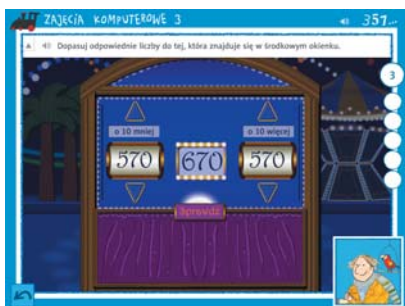 ZAJĘCIA KOMPUTEROWE 3
357...
Dopasuj odpowiednie liczby do tej, która znajduje się w środkowym okienku.
3
o 10 mniej
o 10 więcej
570
670
570
Sprawdź